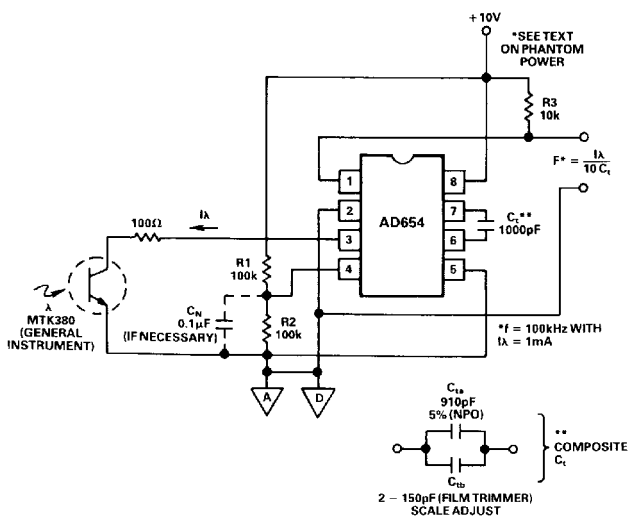 +10V
*SEE TEXT
ON PHANTOM
POWER
R3
10k
F* = Iλ
10 Ct
1
8
2
7
Ct**
1000pF
AD654
100Ω
Iλ
3
6
R1
100k
4
5
λ
MTK380
(GENERAL
INSTRUMENT)
CN
0.1μF
(IF NECESSARY)
R2
100k
*f = 100kHz WITH
Iλ = 1mA
A
D
Cta
910pF
5% (NPO)
**
COMPOSITE
Ct
Ctb
2 – 150pF (FILM TRIMMER)
SCALE ADJUST